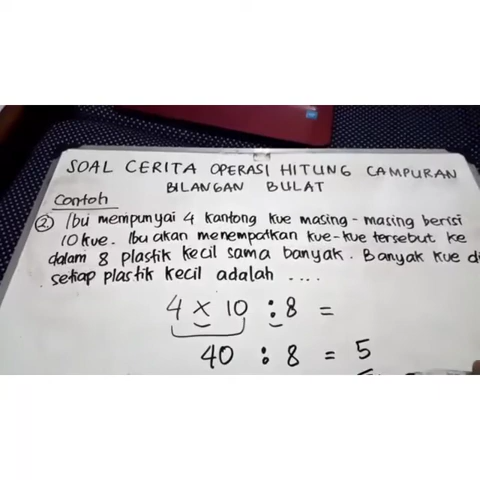 SOAL CERITA OPERASI HITUNG CAMPURAN
BILANGAN BULAT
Contoh
② Ibu mempunyai 4 kantong kue masing - masing berisi
10 kue. Ibu akan menempatkan kue-kue tersebut ke
dalam 8 plastik kecil sama banyak. Banyak kue di
setiap plastik kecil adalah ....
4 x 10 : 8 =
40 : 8 = 5